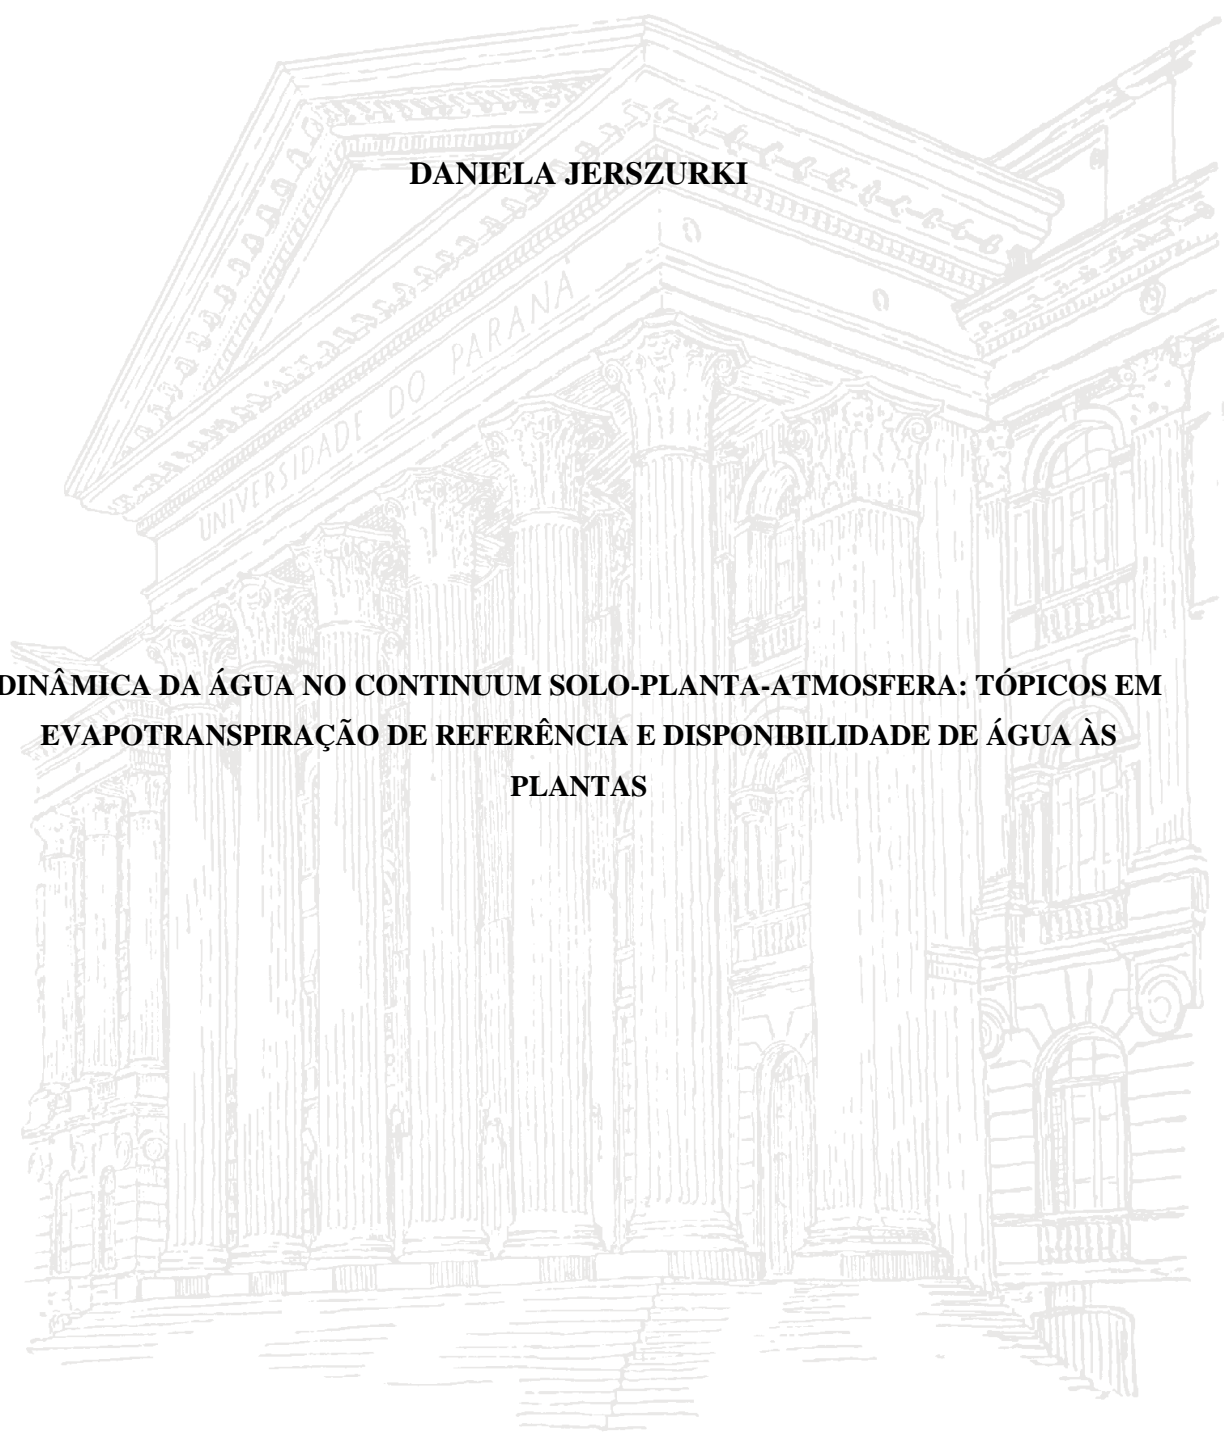 DANIELA JERSZURKI
UNIVERSIDADE DO PARANÁ
DINÂMICA DA ÁGUA NO CONTINUUM SOLO-PLANTA-ATMOSFERA: TÓPICOS EM
EVAPOTRANSPIRAÇÃO DE REFERÊNCIA E DISPONIBILIDADE DE ÁGUA ÀS
PLANTAS